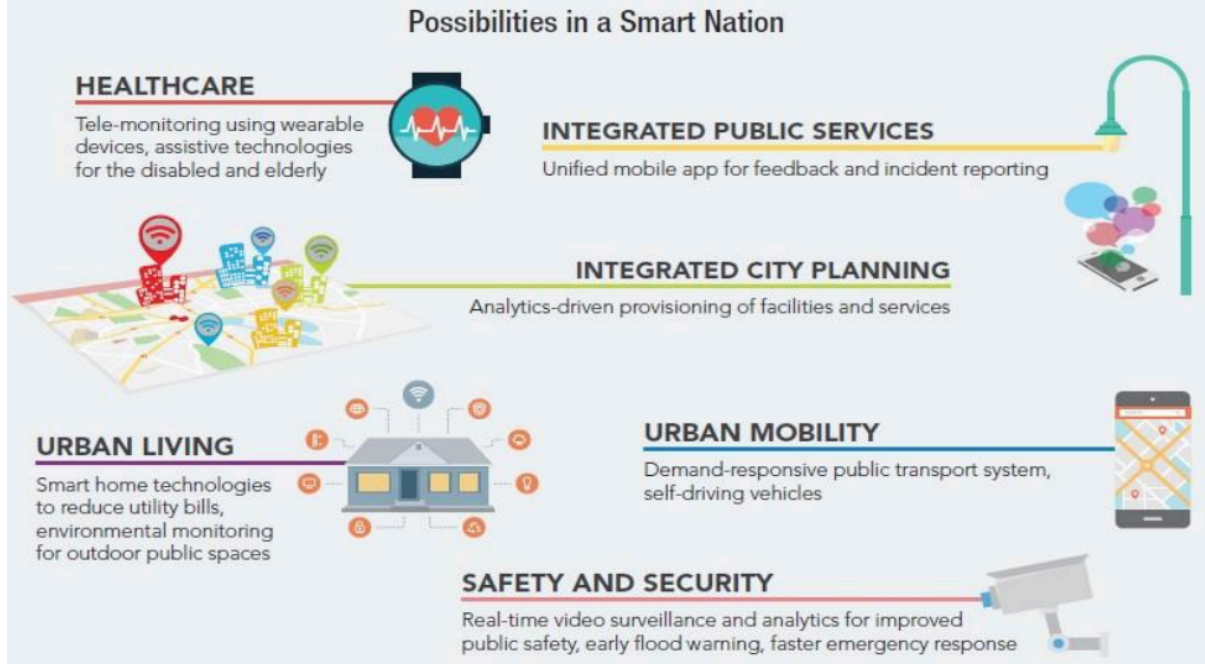 Possibilities in a Smart Nation
HEALTHCARE
Tele-monitoring using wearable
devices, assistive technologies
for the disabled and elderly
INTEGRATED PUBLIC SERVICES
Unified mobile app for feedback and incident reporting
INTEGRATED CITY PLANNING
Analytics-driven provisioning of facilities and services
URBAN LIVING
Smart home technologies
to reduce utility bills,
environmental monitoring
for outdoor public spaces
URBAN MOBILITY
Demand-responsive public transport system,
self-driving vehicles
SAFETY AND SECURITY
Real-time video surveillance and analytics for improved
public safety, early flood warning, faster emergency response